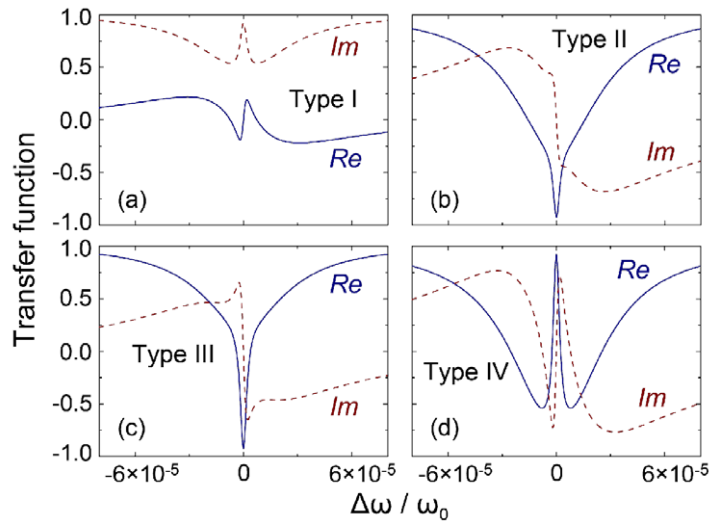 Transfer function
1.0
0.5
0.0
-0.5
-1.0
Im
Type I
Re
(a)
Type II
Re
Im
(b)
1.0
0.5
0.0
-0.5
-1.0
Re
Type III
Im
(c)
Re
Type IV
Im
(d)
-6×10⁻⁵
0
6×10⁻⁵
-6×10⁻⁵
0
6×10⁻⁵
Δω / ω₀